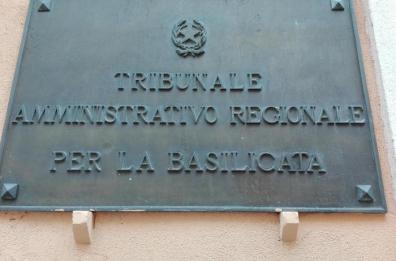 TRIBUNALE
AMMINISTRATIVO REGIONALE
PER LA BASILICATA